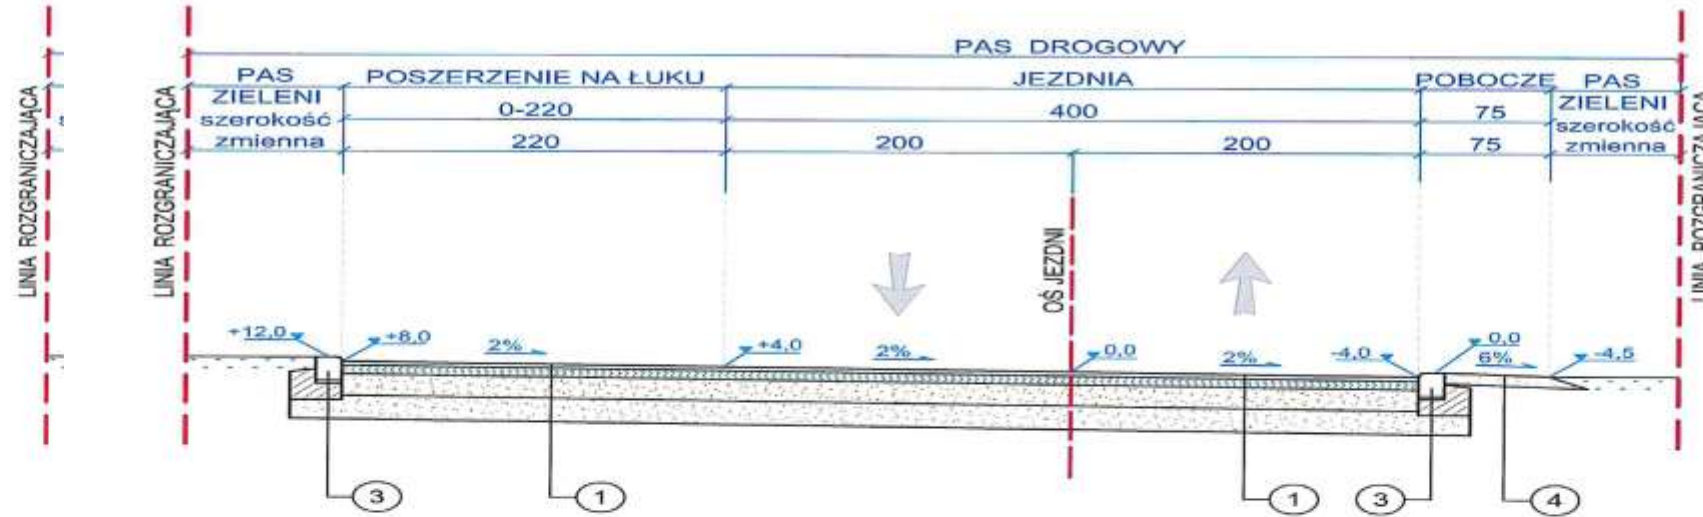 PAS DROGOWY
PAS POSZERZENIE NA ŁUKU JEZDNIA POBOCZE PAS
ZIELENI 0-220 400 75 ZIELENI
szerokość szerokość
zmienna 220 200 200 75 zmienna
LINIA ROZGRANICZAJĄCA
LINIA ROZGRANICZAJĄCA
OŚ JEZDNI
LINIA ROZGRANICZAJĄCA
+12,0 +8,0 2% +4,0 2% 0,0 2% -4,0 0,0 6% -4,5
3 1 1 3 4